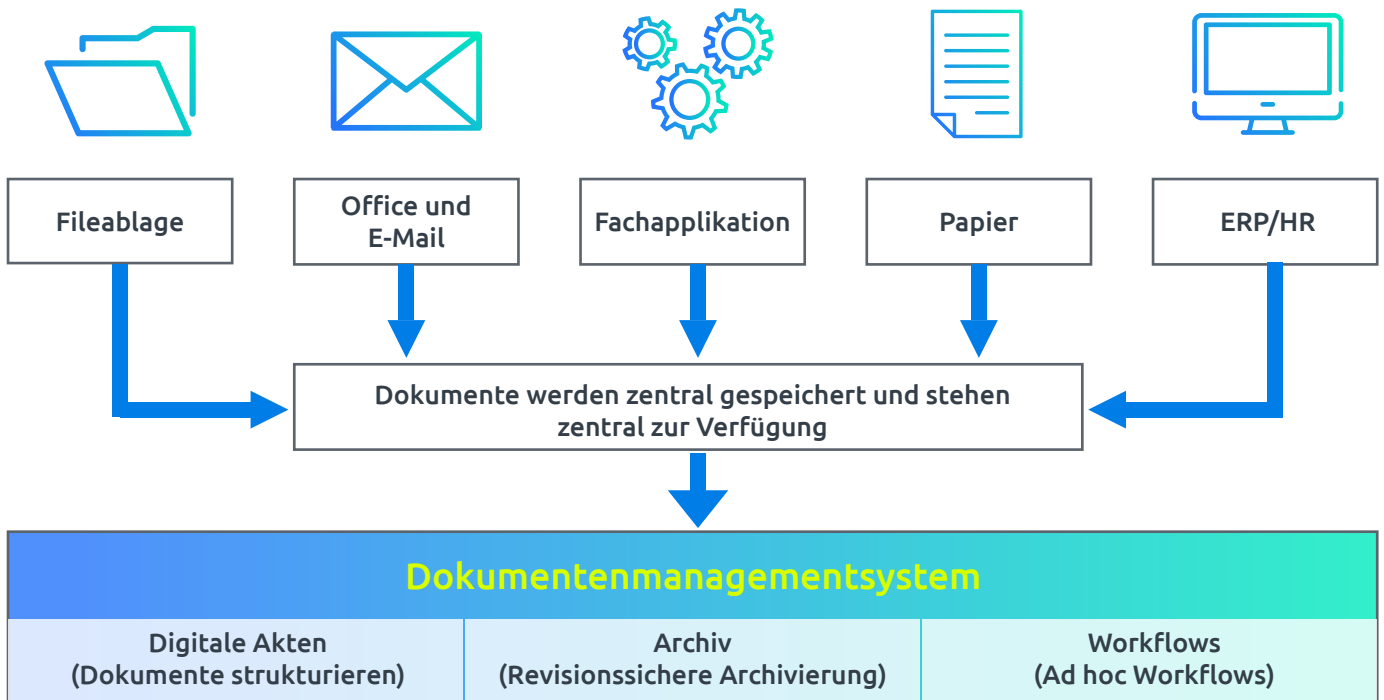 Fileablage
Office und
E-Mail
Fachapplikation
Papier
ERP/HR
Dokumente werden zentral gespeichert und stehen
zentral zur Verfügung
Dokumentenmanagementsystem
Digitale Akten
(Dokumente strukturieren)
Archiv
(Revisionssichere Archivierung)
Workflows
(Ad hoc Workflows)